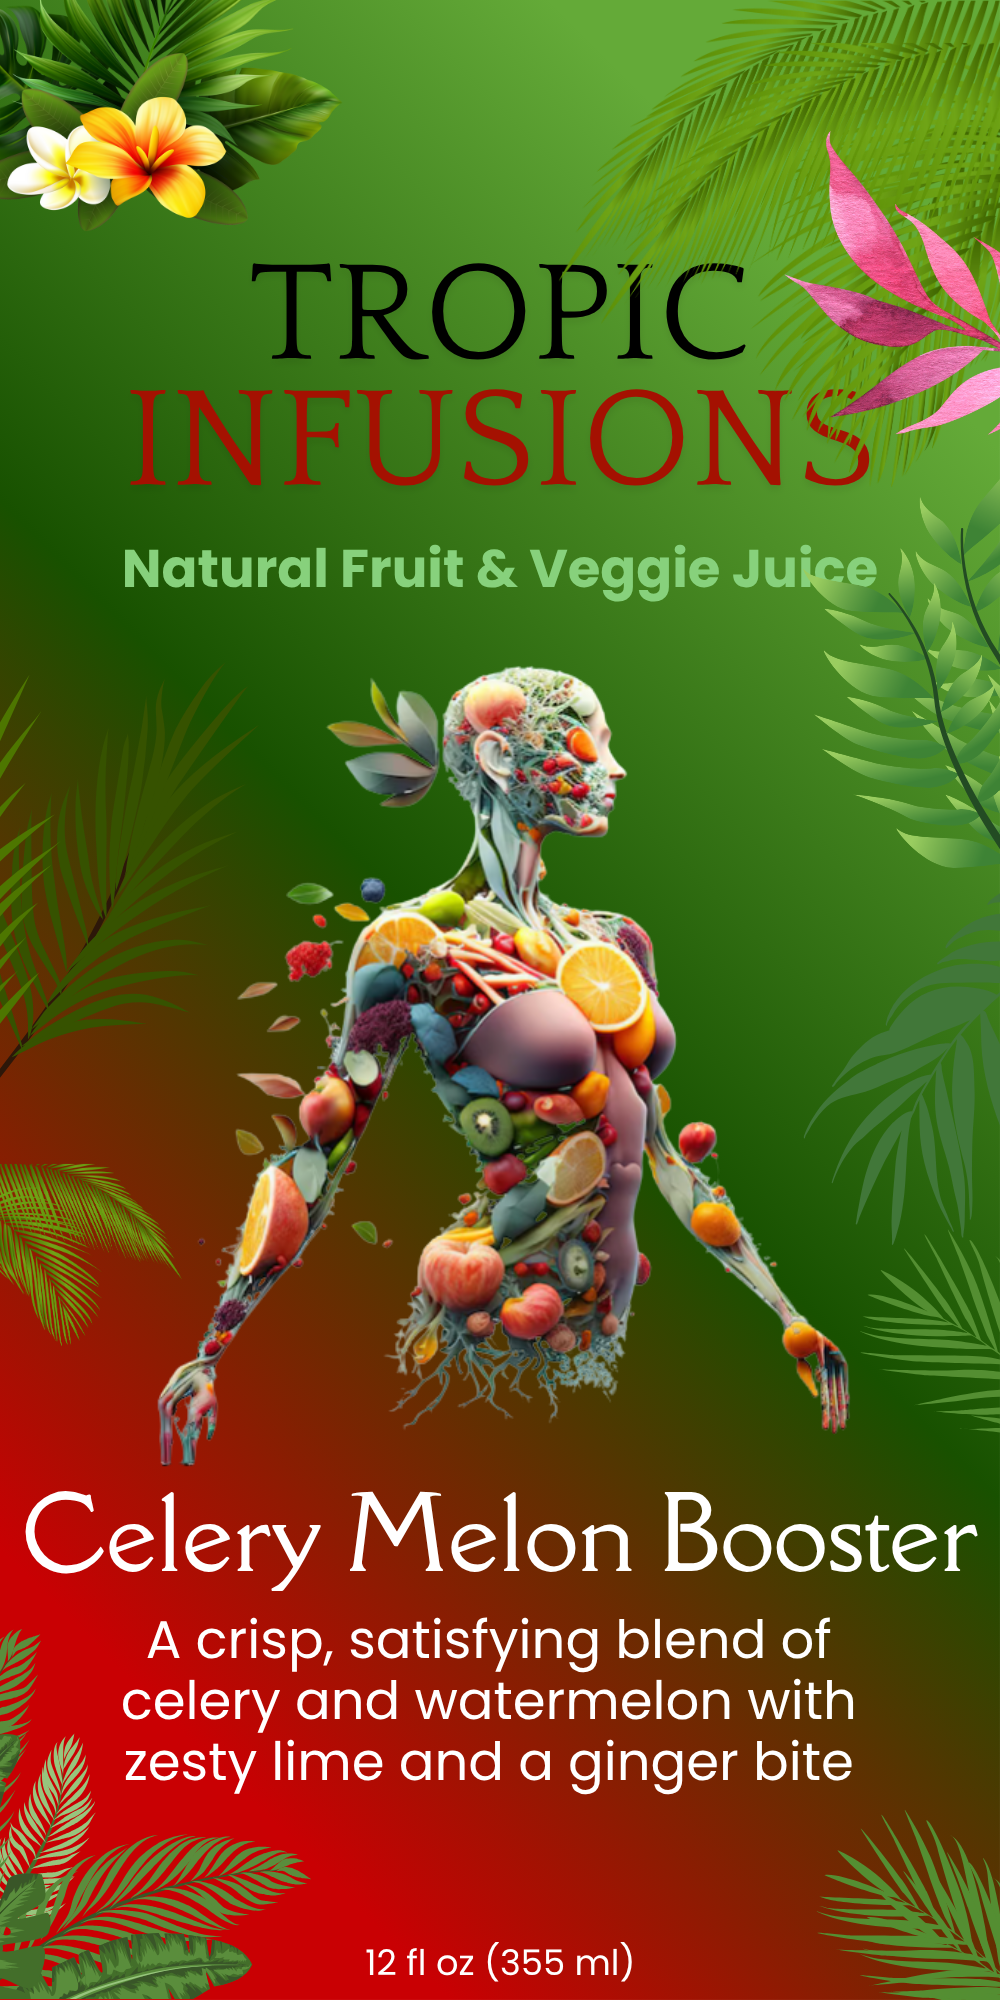 TROPIC
INFUSIONS
Natural Fruit & Veggie Juice
Celery Melon Booster
A crisp, satisfying blend of
celery and watermelon with
zesty lime and a ginger bite
12 fl oz (355 ml)